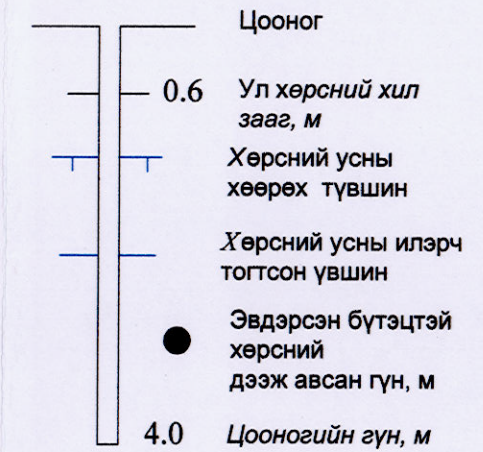 Цооног
0.6 Ул хөрсний хил
зааг, м
Хөрсний усны
хөөрөх түвшин
Хөрсний усны илэрч
тогтсон үвшин
Эвдэрсэн бүтэцтэй
хөрсний
дээж авсан гүн, м
4.0 Цооногийн гүн, м